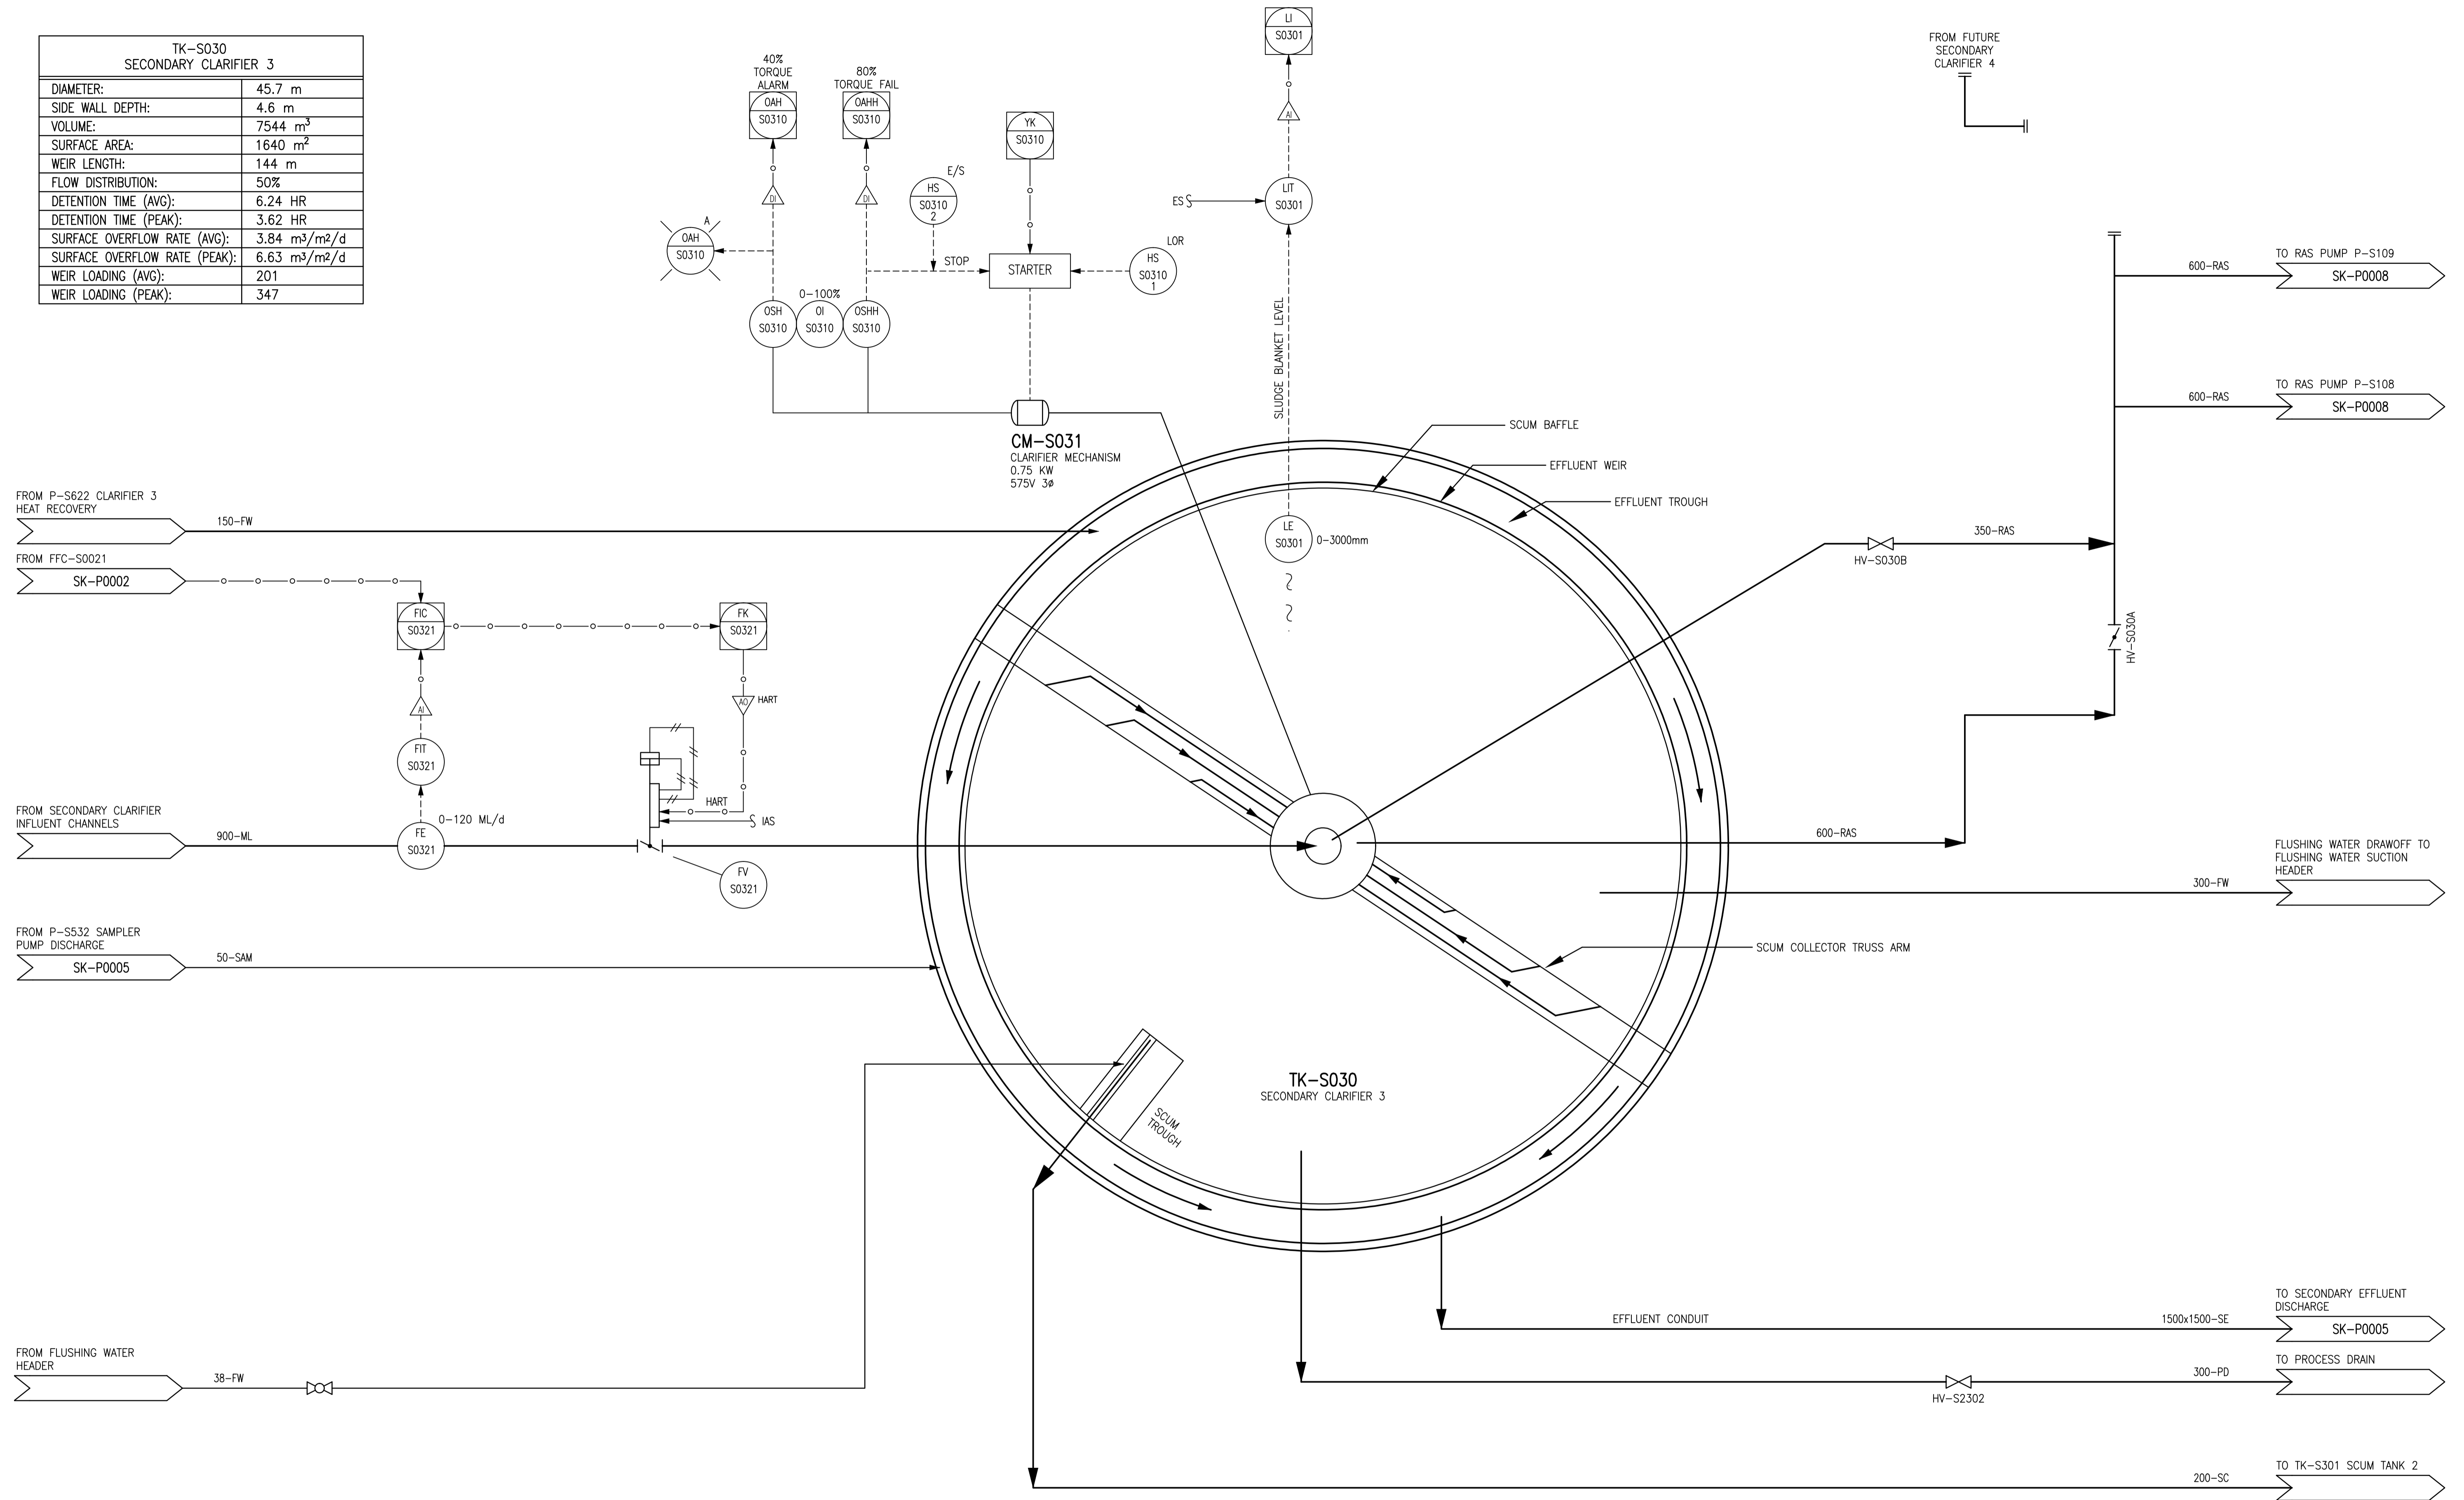 TK-S030
SECONDARY CLARIFIER 3
DIAMETER: 45.7 m
SIDE WALL DEPTH: 4.6 m
VOLUME: 7544 m³
SURFACE AREA: 1640 m²
WEIR LENGTH: 144 m
FLOW DISTRIBUTION: 50%
DETENTION TIME (AVG): 6.24 HR
DETENTION TIME (PEAK): 3.62 HR
SURFACE OVERFLOW RATE (AVG): 3.84 m³/m²/d
SURFACE OVERFLOW RATE (PEAK): 6.63 m³/m²/d
WEIR LOADING (AVG): 201
WEIR LOADING (PEAK): 347
40%
TORQUE
ALARM
OAH
S0310
DI
80%
TORQUE FAIL
OAHH
S0310
DI
A
OAH
S0310
E/S
HS
S0310
2
STOP
YK
S0310
STARTER
LOR
HS
S0310
1
OSH
S0310
0-100%
OI
S0310
OSHH
S0310
CM-S031
CLARIFIER MECHANISM
0.75 KW
575V 3ø
LI
S0301
AI
ES
LIT
S0301
SLUDGE BLANKET LEVEL
LE
S0301
0-3000mm
FROM FUTURE
SECONDARY
CLARIFIER 4
600-RAS
TO RAS PUMP P-S109
SK-P0008
600-RAS
TO RAS PUMP P-S108
SK-P0008
SCUM BAFFLE
EFFLUENT WEIR
EFFLUENT TROUGH
HV-S030B
350-RAS
HV-S030A
600-RAS
FROM P-S622 CLARIFIER 3
HEAT RECOVERY
150-FW
FROM FFC-S0021
SK-P0002
FIC
S0321
FK
S0321
AI
AO
HART
FIT
S0321
HART
IAS
FROM SECONDARY CLARIFIER
INFLUENT CHANNELS
900-ML
FE
S0321
0-120 ML/d
FV
S0321
FLUSHING WATER DRAWOFF TO
FLUSHING WATER SUCTION
HEADER
300-FW
FROM P-S532 SAMPLER
PUMP DISCHARGE
SK-P0005
50-SAM
SCUM COLLECTOR TRUSS ARM
TK-S030
SECONDARY CLARIFIER 3
SCUM
TROUGH
EFFLUENT CONDUIT
1500x1500-SE
TO SECONDARY EFFLUENT
DISCHARGE
SK-P0005
FROM FLUSHING WATER
HEADER
38-FW
HV-S2302
300-PD
TO PROCESS DRAIN
200-SC
TO TK-S301 SCUM TANK 2